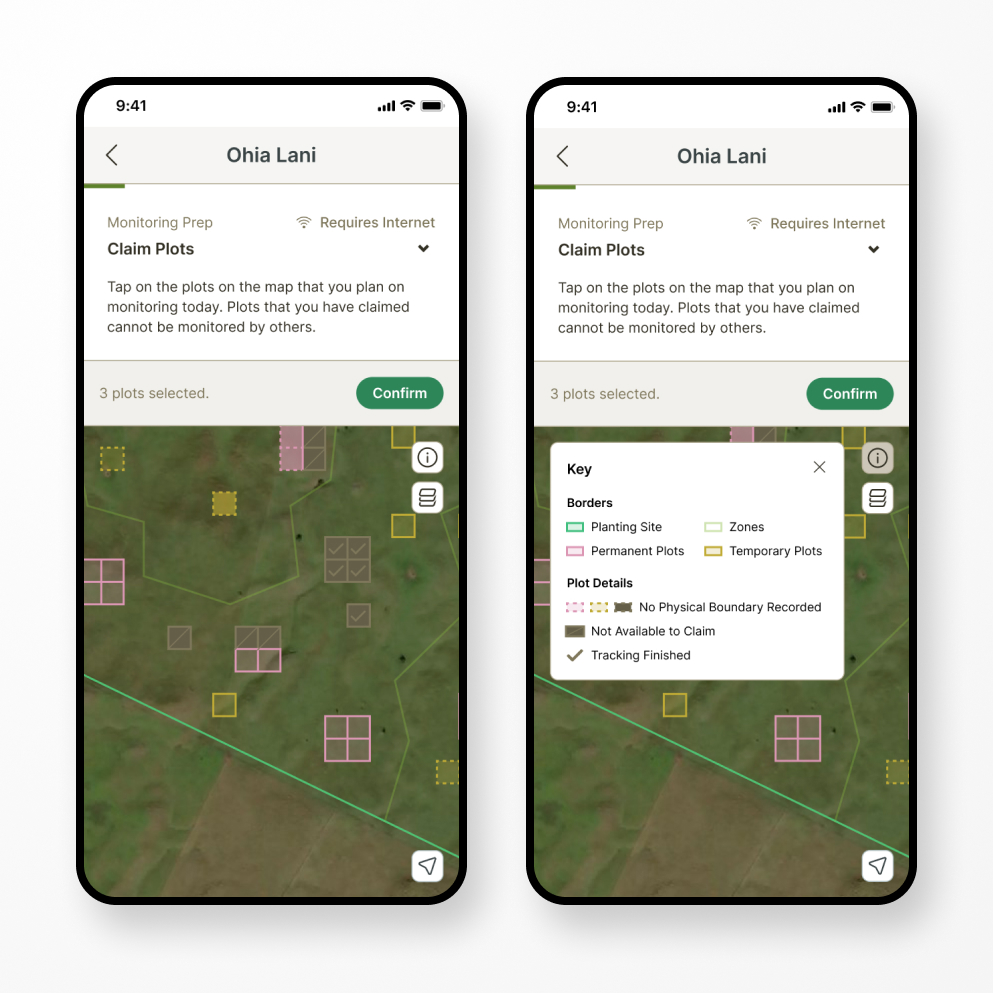 9:41
Ohia Lani
Monitoring Prep
Requires Internet
Claim Plots
Tap on the plots on the map that you plan on
monitoring today. Plots that you have claimed
cannot be monitored by others.
3 plots selected.
Confirm
9:41
Ohia Lani
Monitoring Prep
Requires Internet
Claim Plots
Tap on the plots on the map that you plan on
monitoring today. Plots that you have claimed
cannot be monitored by others.
3 plots selected.
Confirm
Key
Borders
Planting Site
Zones
Permanent Plots
Temporary Plots
Plot Details
No Physical Boundary Recorded
Not Available to Claim
Tracking Finished